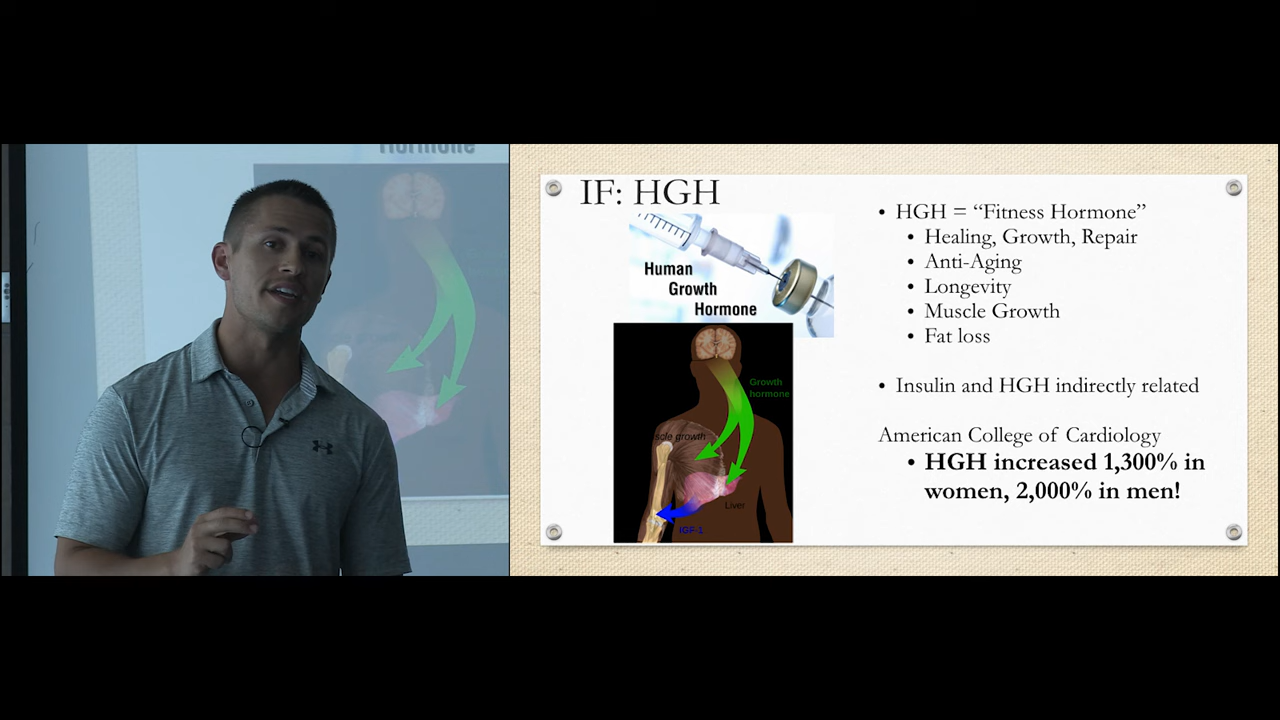 Hormone
IF: HGH
Human
Growth
Hormone
Growth
hormone
scle growth
Liver
IGF-1
• HGH = “Fitness Hormone”
• Healing, Growth, Repair
• Anti-Aging
• Longevity
• Muscle Growth
• Fat loss
• Insulin and HGH indirectly related
American College of Cardiology
• HGH increased 1,300% in
women, 2,000% in men!